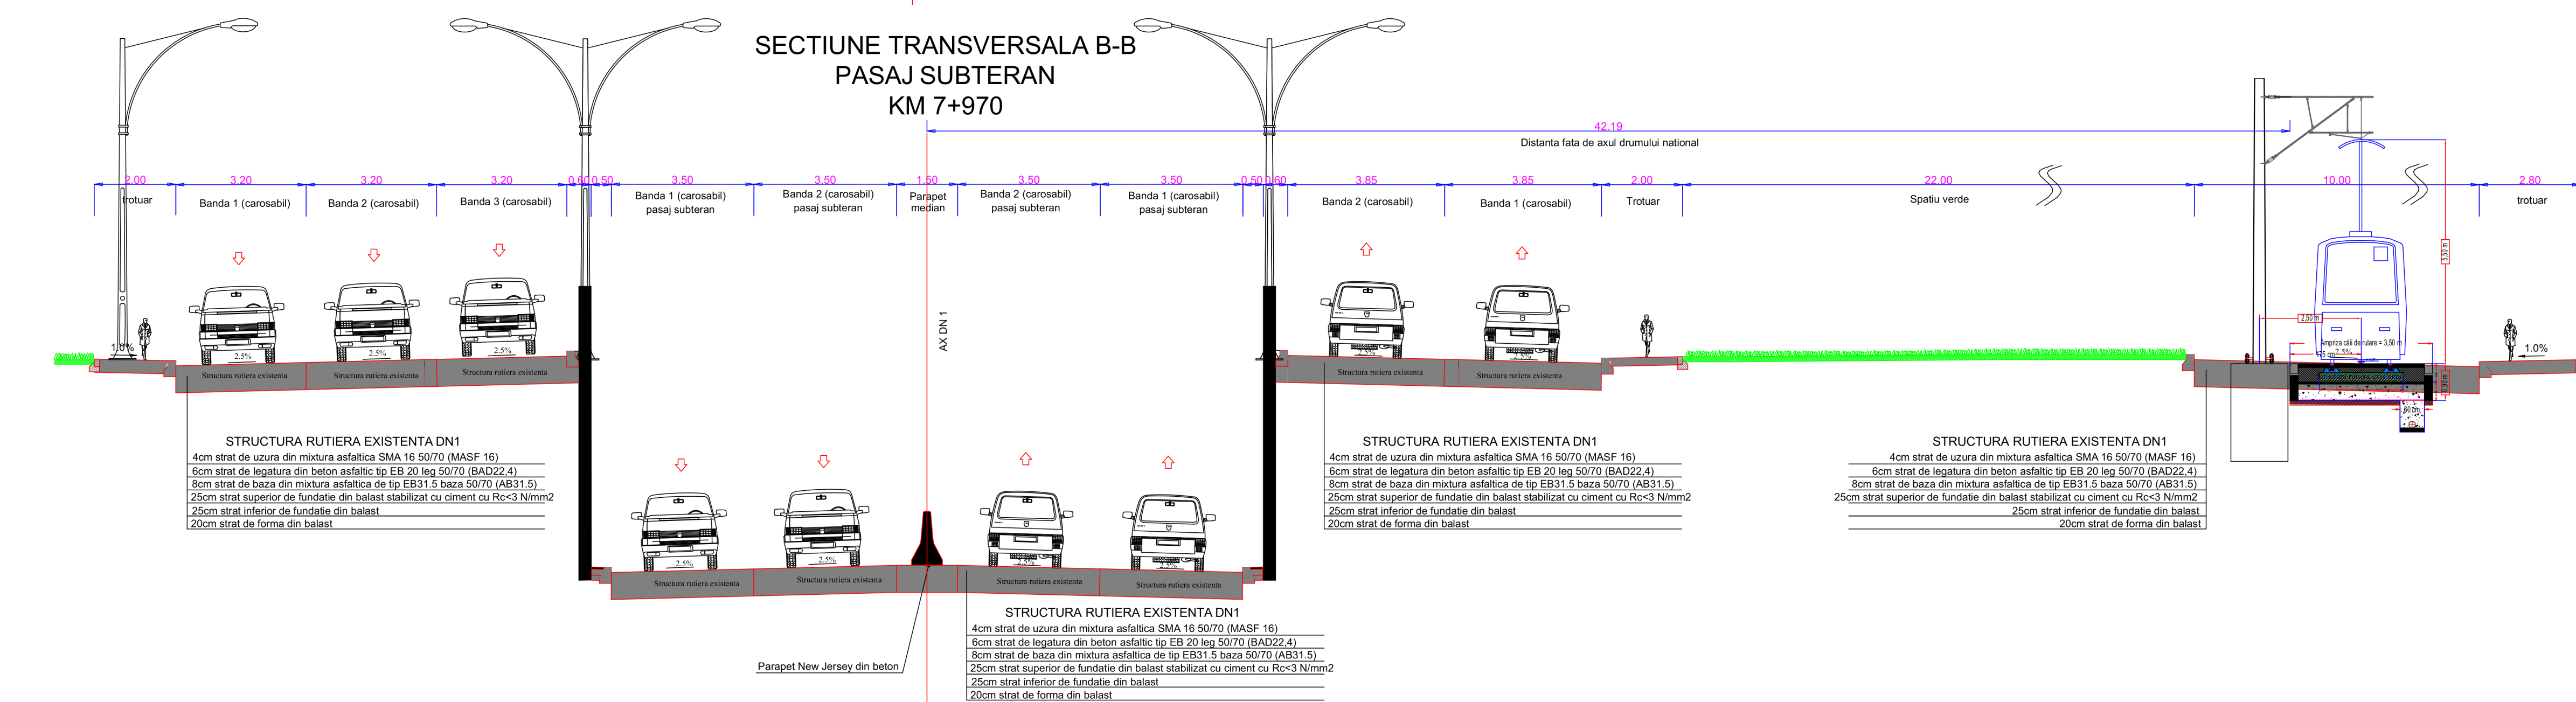 SECTIUNE TRANSVERSALA B-B
PASAJ SUBTERAN
KM 7+970
42.19
Distanta fata de axul drumului national
2.00
3.20
3.20
3.20
0.60
0.50
3.50
3.50
1.50
3.50
3.50
0.50
0.60
3.85
3.85
2.00
22.00
10.00
2.80
trotuar
Banda 1 (carosabil)
Banda 2 (carosabil)
Banda 3 (carosabil)
Banda 1 (carosabil)
pasaj subteran
Banda 2 (carosabil)
pasaj subteran
Parapet
median
Banda 2 (carosabil)
pasaj subteran
Banda 1 (carosabil)
pasaj subteran
Banda 2 (carosabil)
Banda 1 (carosabil)
Trotuar
Spatiu verde
trotuar
5,50 m
AX DN 1
2,50 m
Ampriza căii de rulare = 3,50 m
1.0%
2.5%
2.5%
2.5%
2.5%
2.5%
2.5%
1.0%
Structura rutiera existenta
Structura rutiera existenta
Structura rutiera existenta
Structura rutiera existenta
Structura rutiera existenta
0,90 m
60 cm
STRUCTURA RUTIERA EXISTENTA DN1
4cm strat de uzura din mixtura asfaltica SMA 16 50/70 (MASF 16)
6cm strat de legatura din beton asfaltic tip EB 20 leg 50/70 (BAD22,4)
8cm strat de baza din mixtura asfaltica de tip EB31.5 baza 50/70 (AB31.5)
25cm strat superior de fundatie din balast stabilizat cu ciment cu Rc<3 N/mm2
25cm strat inferior de fundatie din balast
20cm strat de forma din balast
STRUCTURA RUTIERA EXISTENTA DN1
4cm strat de uzura din mixtura asfaltica SMA 16 50/70 (MASF 16)
6cm strat de legatura din beton asfaltic tip EB 20 leg 50/70 (BAD22,4)
8cm strat de baza din mixtura asfaltica de tip EB31.5 baza 50/70 (AB31.5)
25cm strat superior de fundatie din balast stabilizat cu ciment cu Rc<3 N/mm2
25cm strat inferior de fundatie din balast
20cm strat de forma din balast
STRUCTURA RUTIERA EXISTENTA DN1
4cm strat de uzura din mixtura asfaltica SMA 16 50/70 (MASF 16)
6cm strat de legatura din beton asfaltic tip EB 20 leg 50/70 (BAD22,4)
8cm strat de baza din mixtura asfaltica de tip EB31.5 baza 50/70 (AB31.5)
25cm strat superior de fundatie din balast stabilizat cu ciment cu Rc<3 N/mm2
25cm strat inferior de fundatie din balast
20cm strat de forma din balast
2.5%
2.5%
2.5%
2.5%
Structura rutiera existenta
Structura rutiera existenta
Structura rutiera existenta
Structura rutiera existenta
STRUCTURA RUTIERA EXISTENTA DN1
4cm strat de uzura din mixtura asfaltica SMA 16 50/70 (MASF 16)
6cm strat de legatura din beton asfaltic tip EB 20 leg 50/70 (BAD22,4)
8cm strat de baza din mixtura asfaltica de tip EB31.5 baza 50/70 (AB31.5)
25cm strat superior de fundatie din balast stabilizat cu ciment cu Rc<3 N/mm2
25cm strat inferior de fundatie din balast
20cm strat de forma din balast
Parapet New Jersey din beton